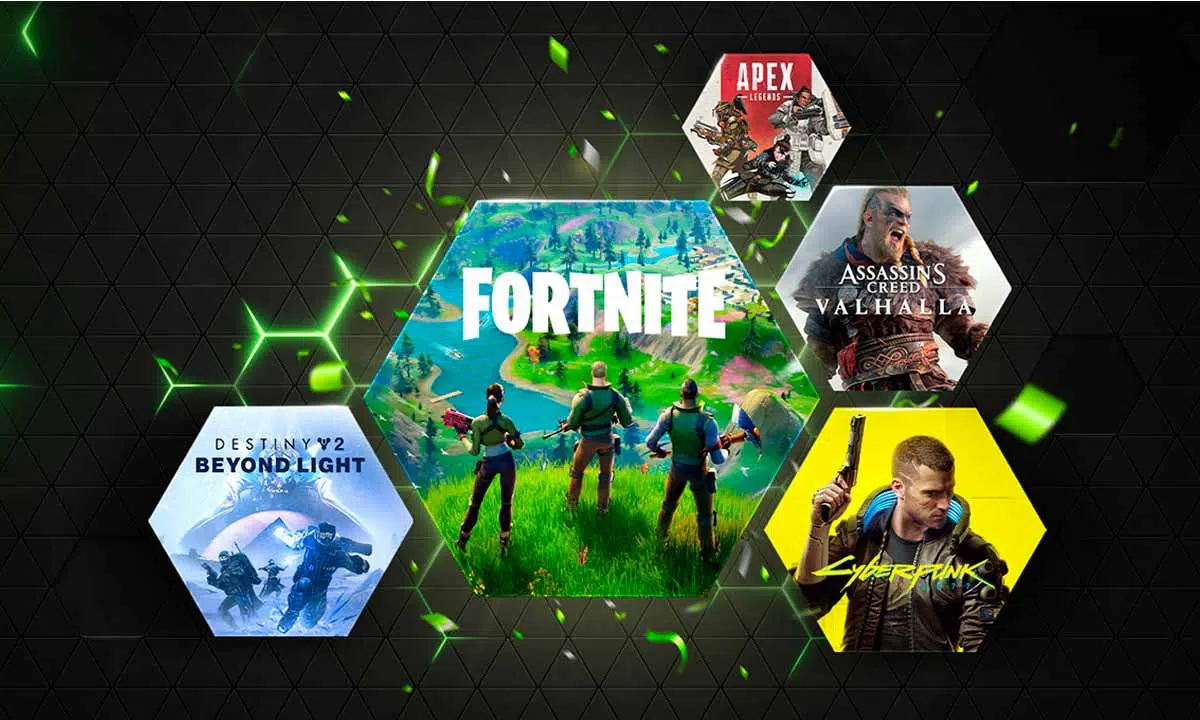 APEX
LEGENDS
FORTNITE
ASSASSIN'S
CREED
VALHALLA
DESTINY 2
BEYOND LIGHT
CYBERPUNK